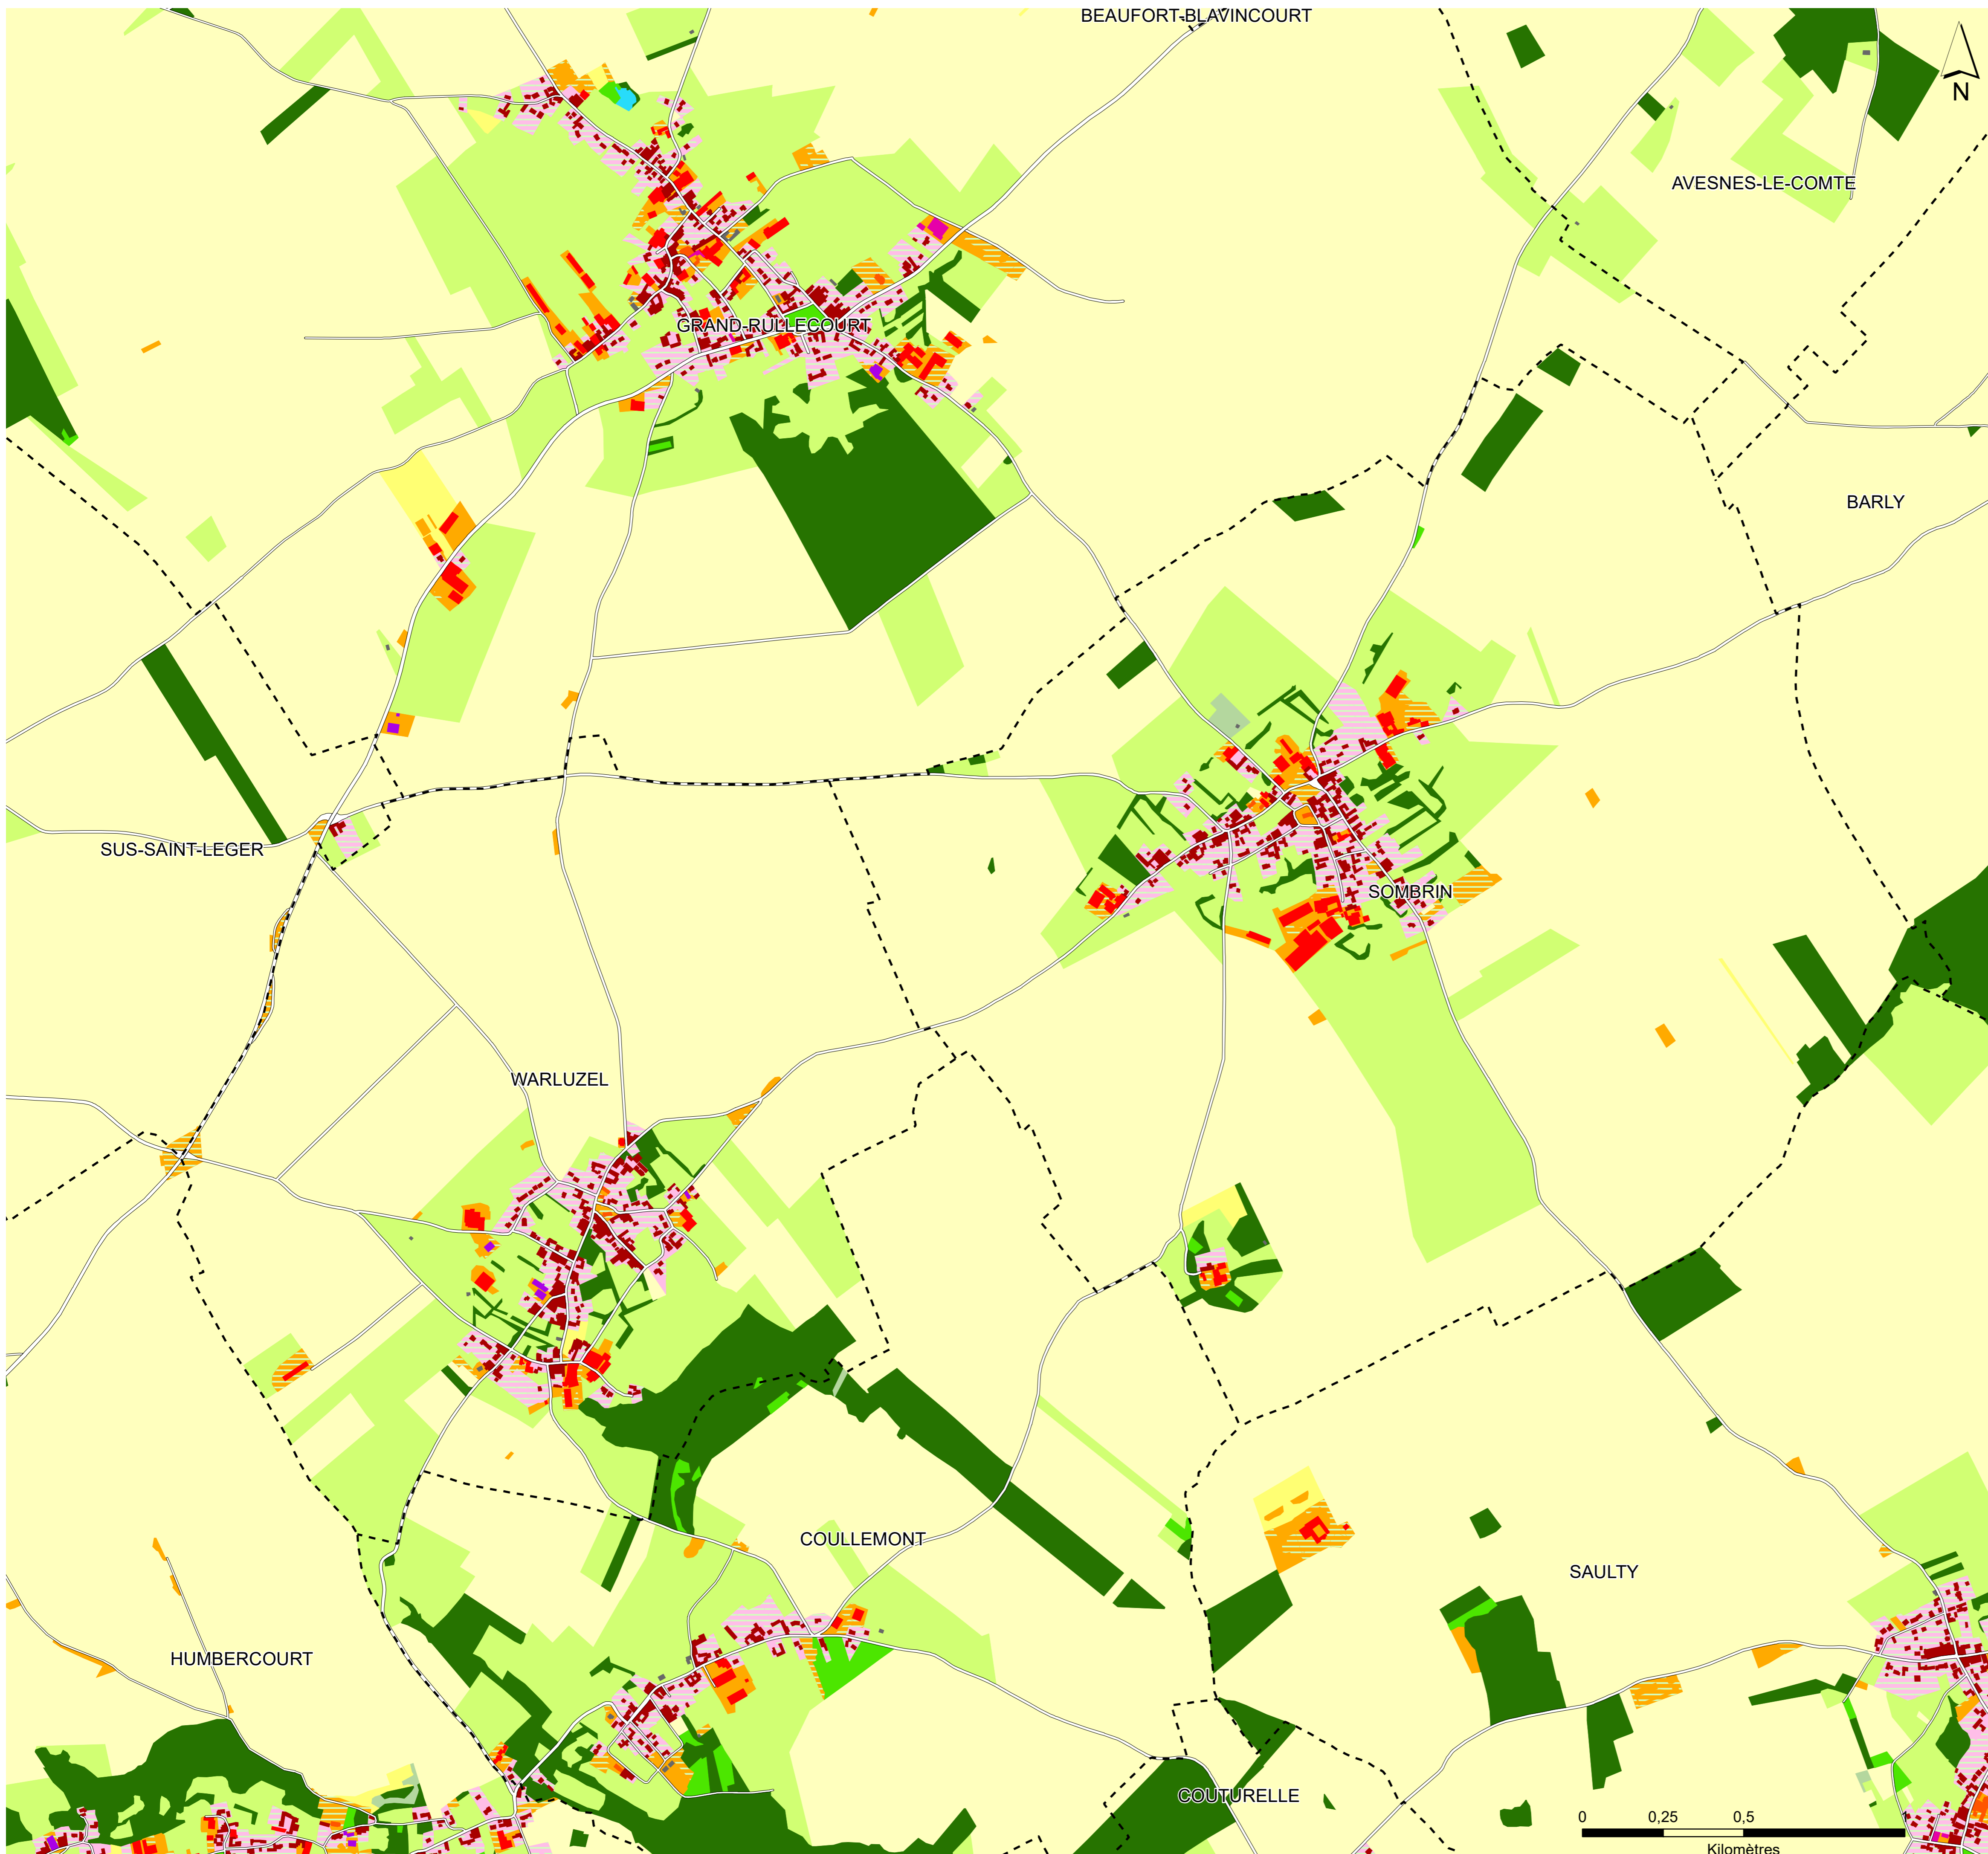 BEAUFORT-BLAVINCOURT
N
AVESNES-LE-COMTE
GRAND-RULLECOURT
BARLY
SUS-SAINT-LEGER
SOMBRIN
WARLUZEL
COULLEMONT
SAULTY
HUMBERCOURT
COUTURELLE
0 0,25 0,5
Kilomètres